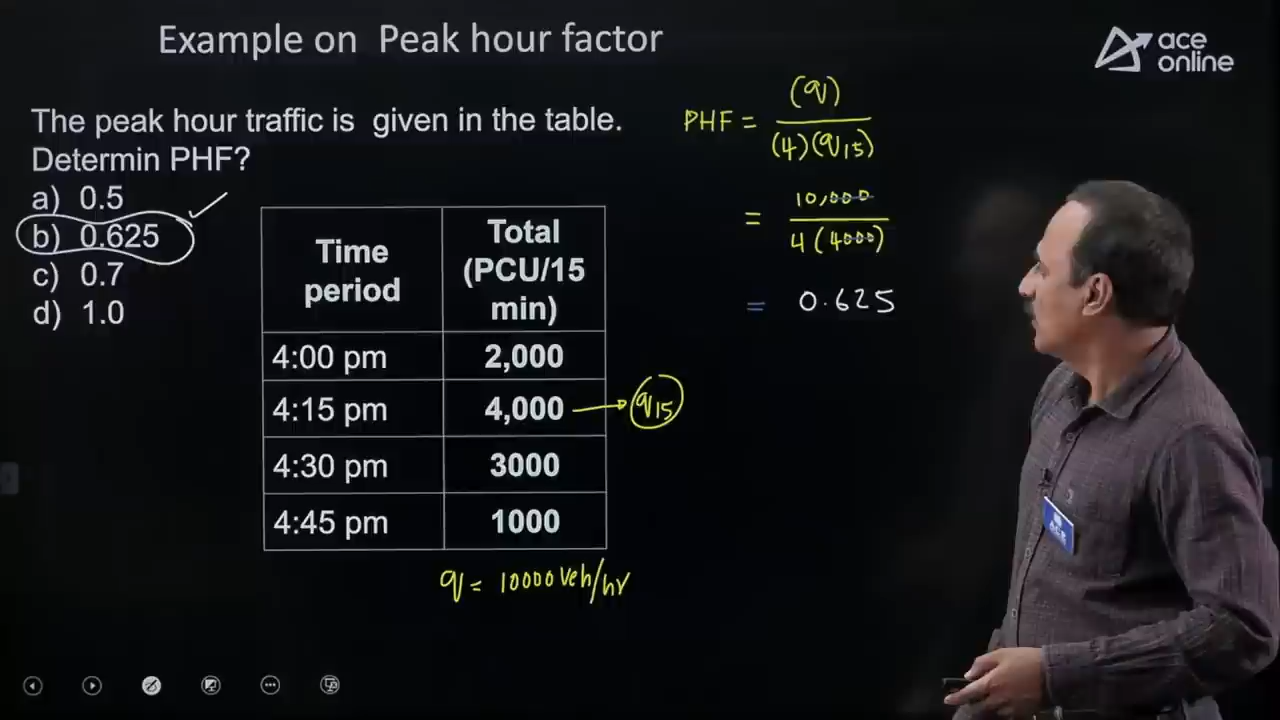 Example on Peak hour factor
ace
online
The peak hour traffic is given in the table.
Determin PHF?
a) 0.5
b) 0.625
c) 0.7
d) 1.0
Time period
Total (PCU/15 min)
4:00 pm 2,000
4:15 pm 4,000 → q15
4:30 pm 3000
4:45 pm 1000
q = 10000 veh/hr
PHF = (q) / (4)(q15)
= 10,000 / 4(4000)
= 0.625
ACE